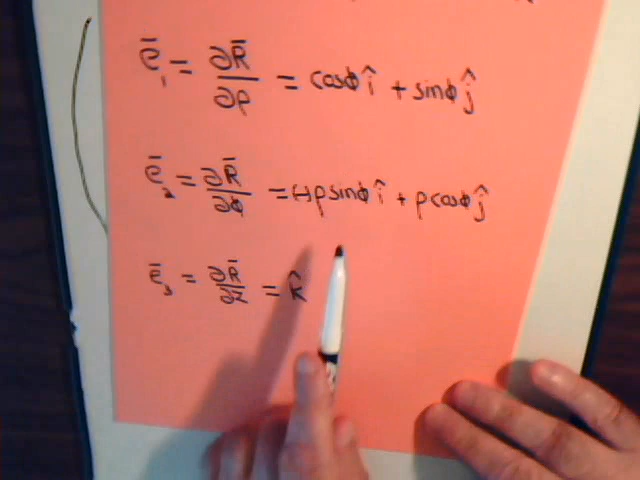 ē₁ = ∂R̄/∂ρ = cosϕ î + sinϕ ĵ
ē₂ = ∂R̄/∂ϕ = (-)ρ sinϕ î + ρ cosϕ ĵ
ē₃ = ∂R̄/∂z = k̂